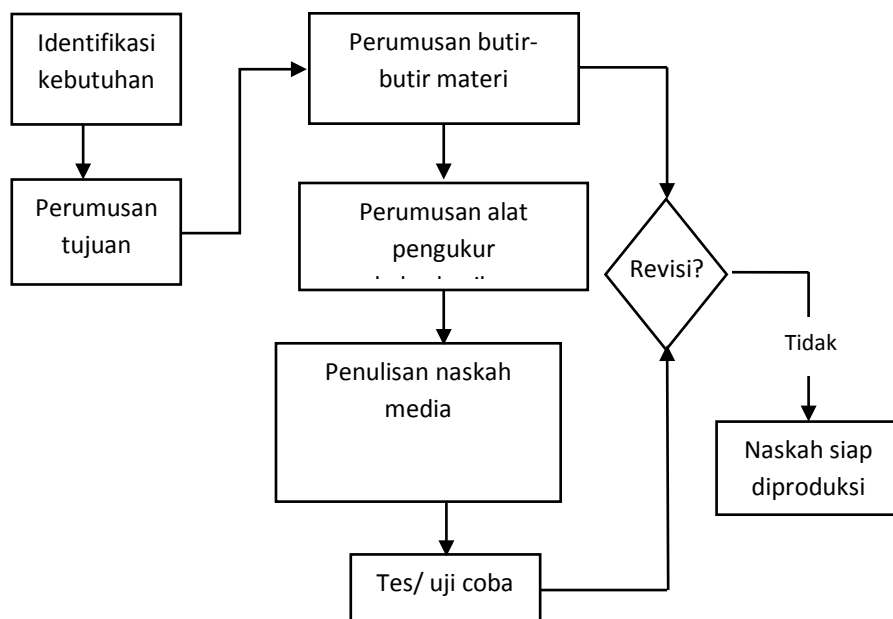 Identifikasi
kebutuhan
Perumusan
tujuan
Perumusan butir-
butir materi
Perumusan alat
pengukur
Penulisan naskah
media
Tes/ uji coba
Revisi?
Tidak
Naskah siap
diproduksi